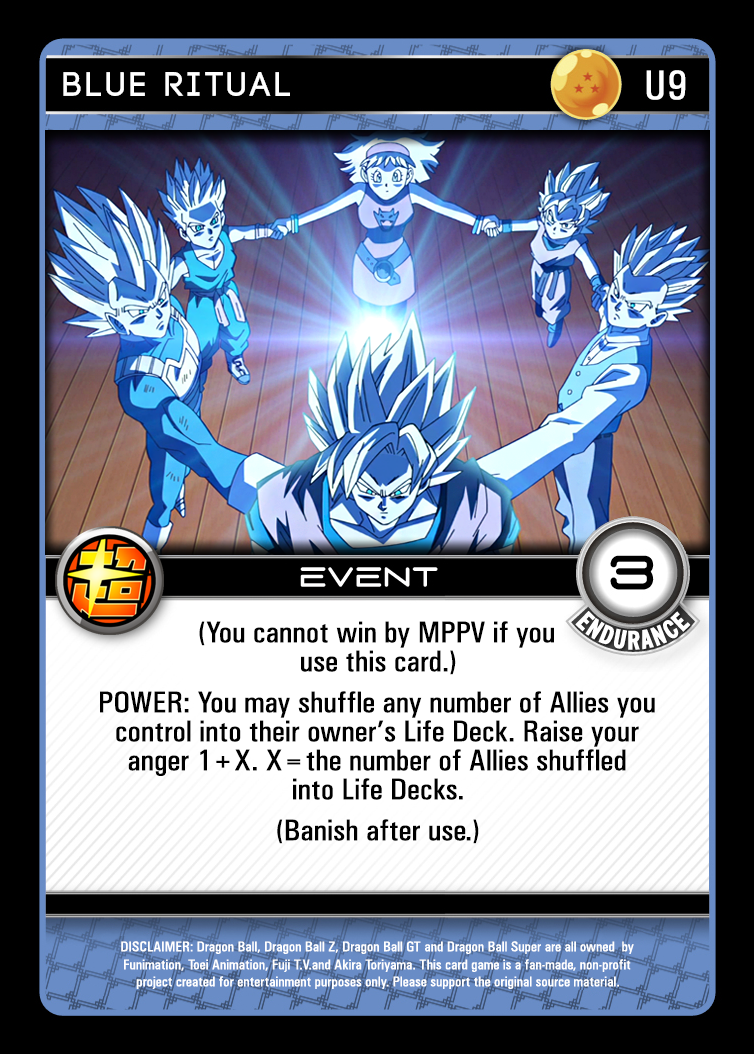 BLUE RITUAL
U9
EVENT
3
ENDURANCE
(You cannot win by MPPV if you
use this card.)
POWER: You may shuffle any number of Allies you
control into their owner's Life Deck. Raise your
anger 1+X. X=the number of Allies shuffled
into Life Decks.
(Banish after use.)
DISCLAIMER: Dragon Ball, Dragon Ball Z, Dragon Ball GT and Dragon Ball Super are all owned by
Funimation, Toei Animation, Fuji T.V.and Akira Toriyama. This card game is a fan-made, non-profit
project created for entertainment purposes only. Please support the original source material.